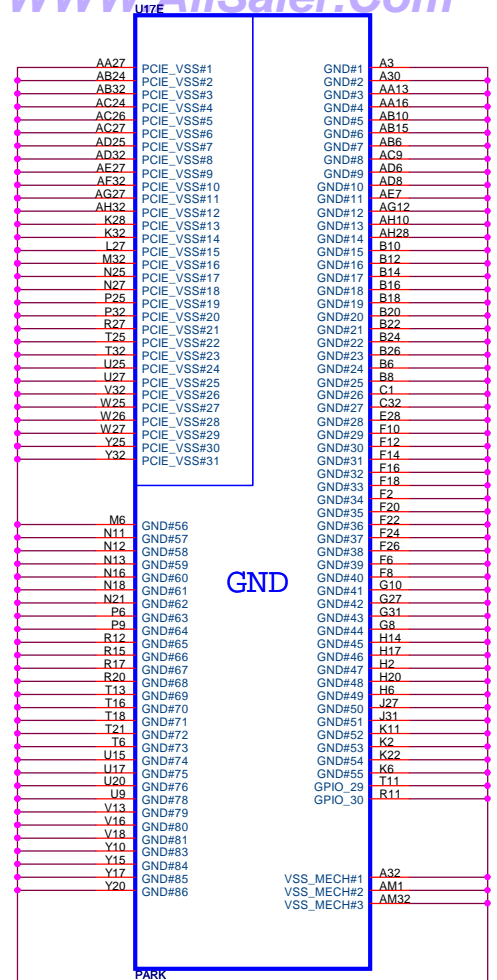 WWW.AllSaler.Com
U17E
AA27 PCIE_VSS#1
AB24 PCIE_VSS#2
AB32 PCIE_VSS#3
AC24 PCIE_VSS#4
AC26 PCIE_VSS#5
AC27 PCIE_VSS#6
AD25 PCIE_VSS#7
AD32 PCIE_VSS#8
AE27 PCIE_VSS#9
AF32 PCIE_VSS#10
AG27 PCIE_VSS#11
AH32 PCIE_VSS#12
K28 PCIE_VSS#13
K32 PCIE_VSS#14
L27 PCIE_VSS#15
M32 PCIE_VSS#16
N25 PCIE_VSS#17
N27 PCIE_VSS#18
P25 PCIE_VSS#19
P32 PCIE_VSS#20
R27 PCIE_VSS#21
T25 PCIE_VSS#22
T32 PCIE_VSS#23
U25 PCIE_VSS#24
U27 PCIE_VSS#25
V32 PCIE_VSS#26
W25 PCIE_VSS#27
W26 PCIE_VSS#28
W27 PCIE_VSS#29
Y25 PCIE_VSS#30
Y32 PCIE_VSS#31
M6 GND#56
N11 GND#57
N12 GND#58
N13 GND#59
N16 GND#60
N18 GND#61
N21 GND#62
P6 GND#63
P9 GND#64
R12 GND#65
R15 GND#66
R17 GND#67
R20 GND#68
T13 GND#69
T16 GND#70
T18 GND#71
T21 GND#72
T6 GND#73
U15 GND#74
U17 GND#75
U20 GND#76
U9 GND#78
V13 GND#79
V16 GND#80
V18 GND#81
Y10 GND#83
Y15 GND#84
Y17 GND#85
Y20 GND#86
GND
GND#1 A3
GND#2 A30
GND#3 AA13
GND#4 AA16
GND#5 AB10
GND#6 AB15
GND#7 AB6
GND#8 AC9
GND#9 AD6
GND#10 AD8
GND#11 AE7
GND#12 AG12
GND#13 AH10
GND#14 AH28
GND#15 B10
GND#16 B12
GND#17 B14
GND#18 B16
GND#19 B18
GND#20 B20
GND#21 B22
GND#22 B24
GND#23 B26
GND#24 B6
GND#25 B8
GND#26 C1
GND#27 C32
GND#28 E28
GND#29 F10
GND#30 F12
GND#31 F14
GND#32 F16
GND#33 F18
GND#34 F2
GND#35 F20
GND#36 F22
GND#37 F24
GND#38 F26
GND#39 F6
GND#40 F8
GND#41 G10
GND#42 G27
GND#43 G31
GND#44 G8
GND#45 H14
GND#46 H17
GND#47 H2
GND#48 H20
GND#49 H6
GND#50 J27
GND#51 J31
GND#52 K11
GND#53 K2
GND#54 K22
GND#55 K6
GPIO_29 T11
GPIO_30 R11
VSS_MECH#1 A32
VSS_MECH#2 AM1
VSS_MECH#3 AM32
PARK